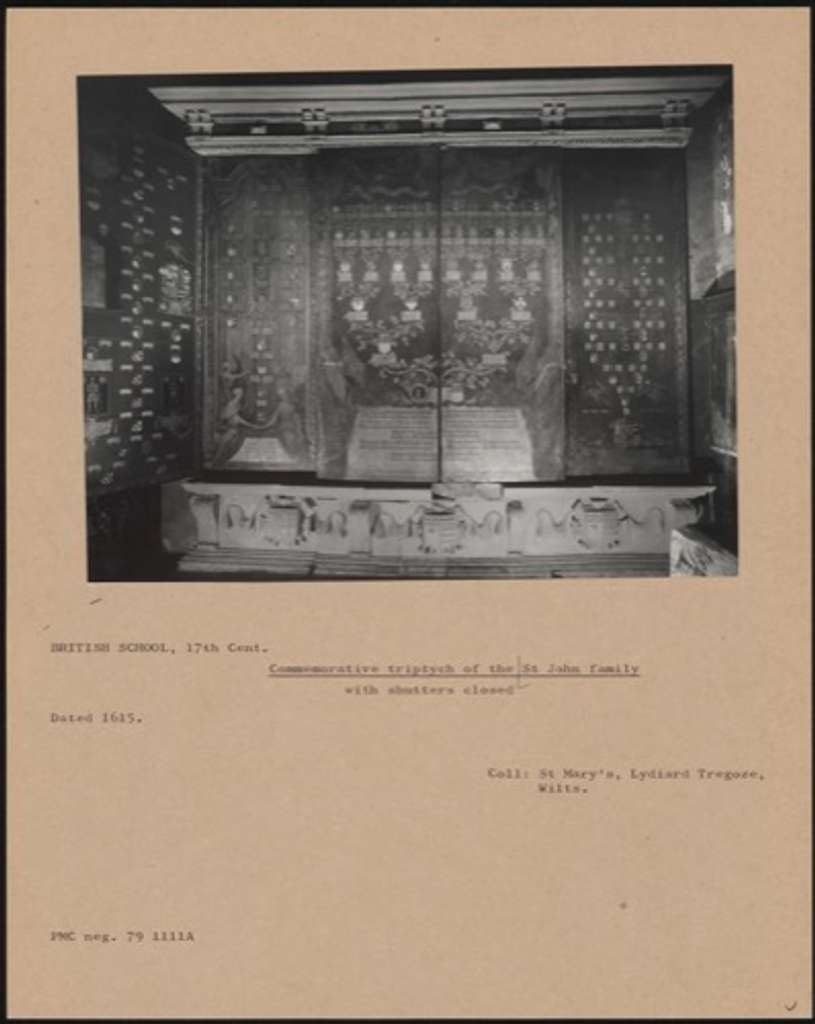 BRITISH SCHOOL, 17th Cent.
Commemorative triptych of the St John family
with shutters closed
Dated 1615.
Coll: St Mary's, Lydiard Tregoze,
Wilts.
PMC neg. 79 1111A